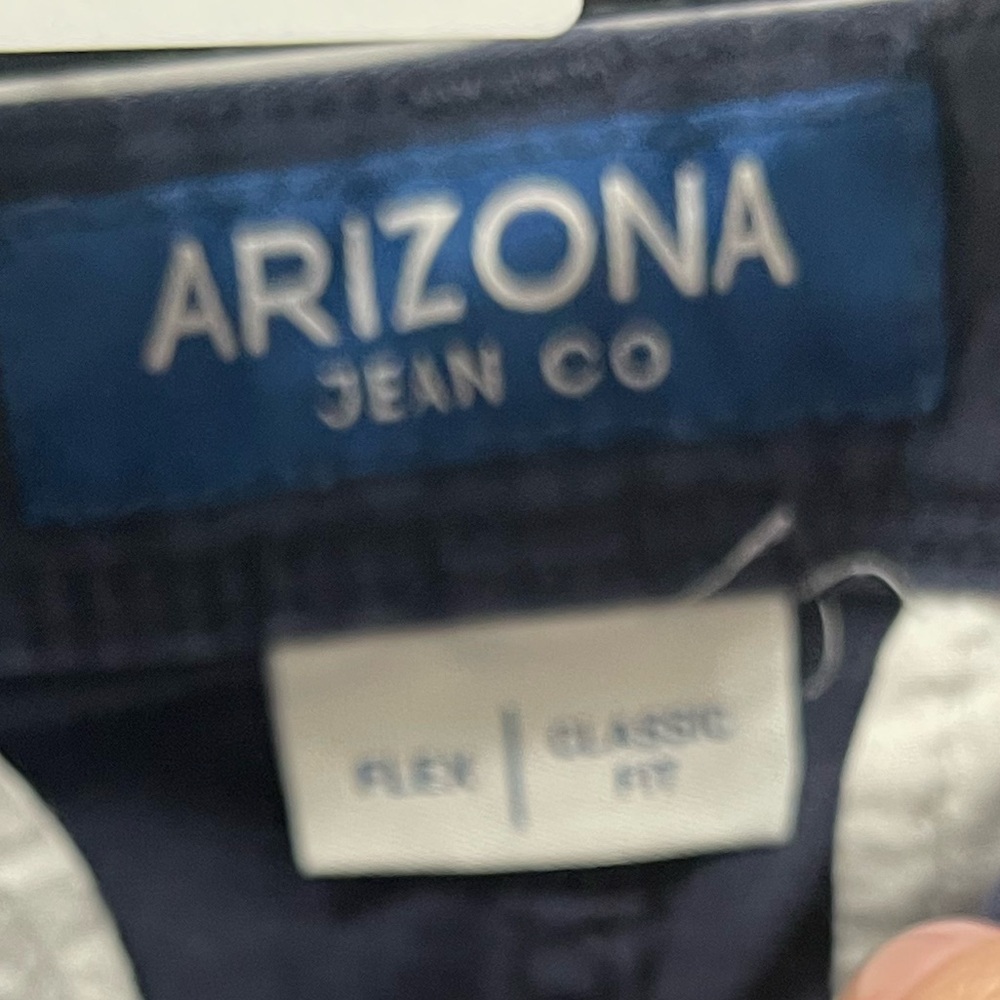 ARIZONA
JEAN CO
FLEX
CLASSIC
FIT